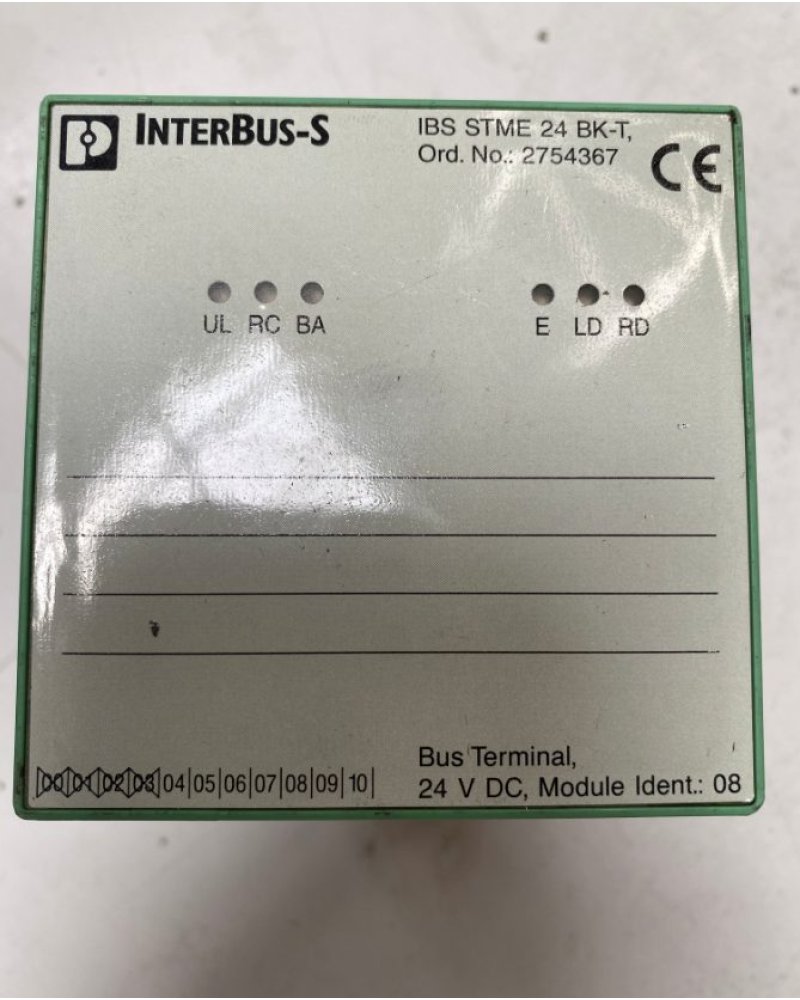 INTERBUS-S
IBS STME 24 BK-T,
Ord. No.: 2754367
CE
UL RC BA
E LD RD
00|01|02|03|04|05|06|07|08|09|10|
Bus Terminal,
24 V DC, Module Ident.: 08